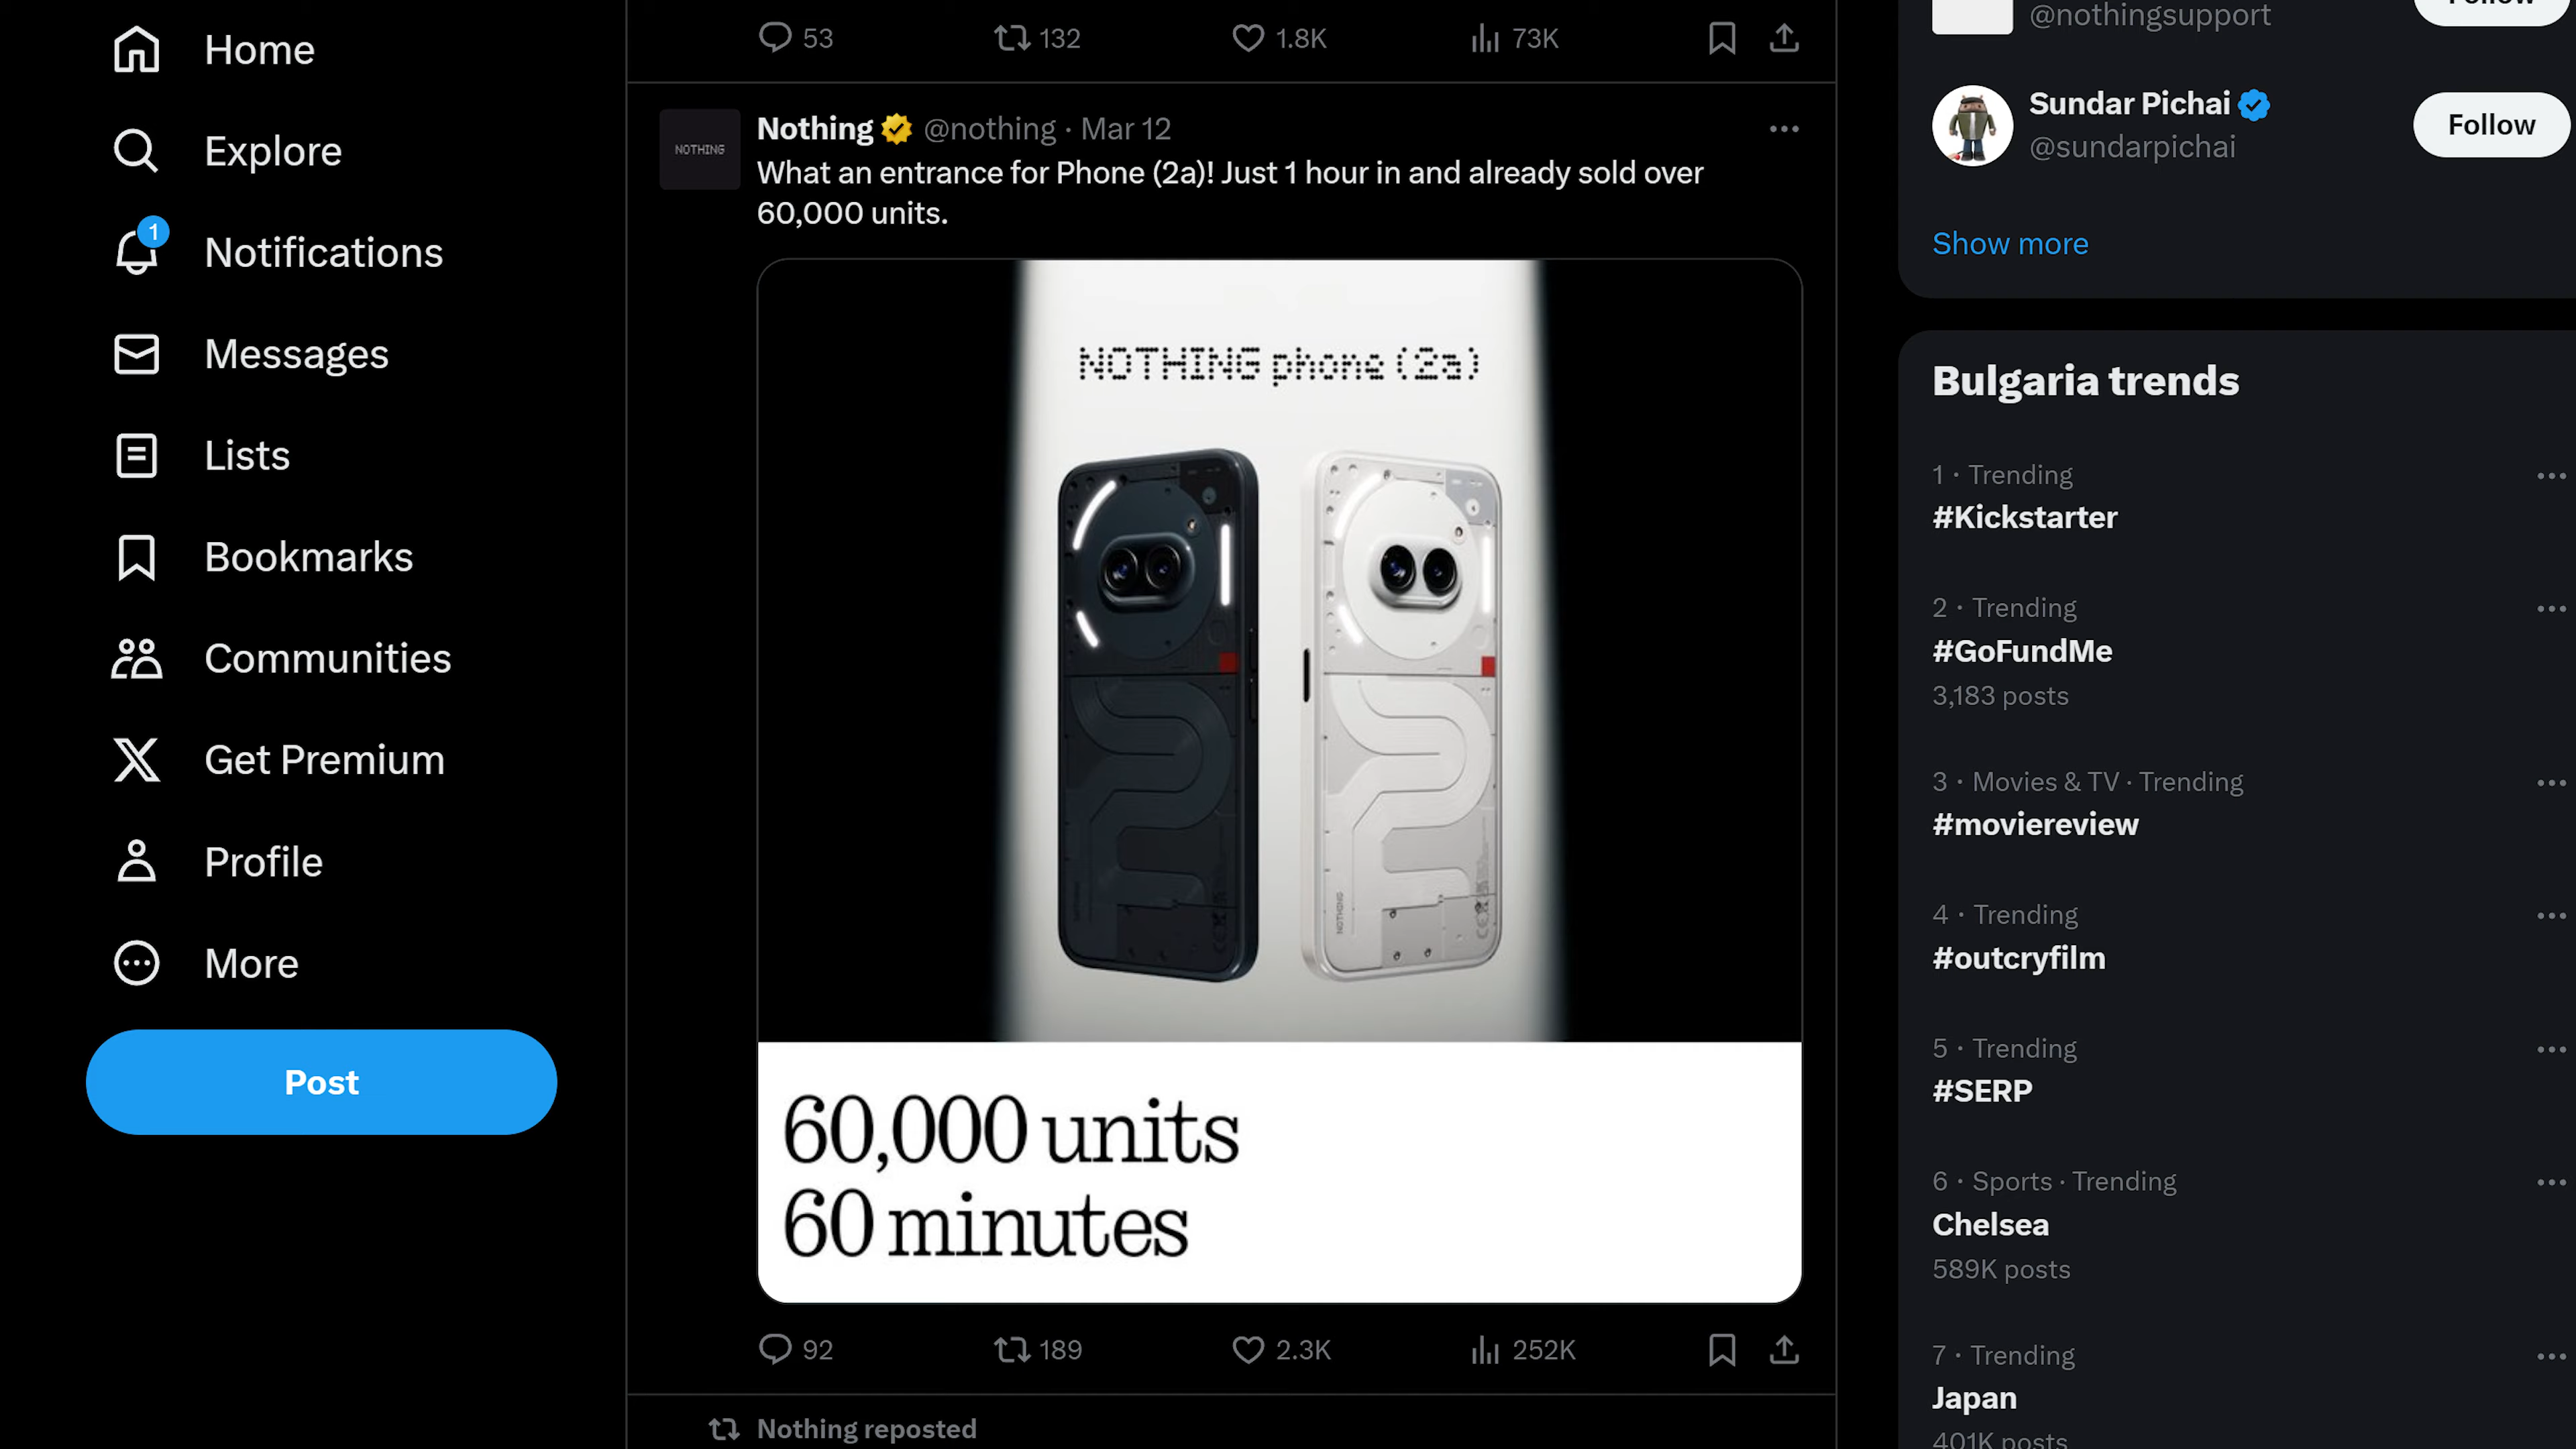 Home
Explore
1
Notifications
Messages
Lists
Bookmarks
Communities
Get Premium
Profile
More
Post
53 132 1.8K 73K
NOTHING
Nothing @nothing · Mar 12
What an entrance for Phone (2a)! Just 1 hour in and already sold over
60,000 units.
NOTHING phone (2a)
NOTHING
60,000 units
60 minutes
92 189 2.3K 252K
Nothing reposted
@nothingsupport
Follow
Sundar Pichai
@sundarpichai
Follow
Show more
Bulgaria trends
1 · Trending
#Kickstarter
2 · Trending
#GoFundMe
3,183 posts
3 · Movies & TV · Trending
#moviereview
4 · Trending
#outcryfilm
5 · Trending
#SERP
6 · Sports · Trending
Chelsea
589K posts
7 · Trending
Japan
401K posts